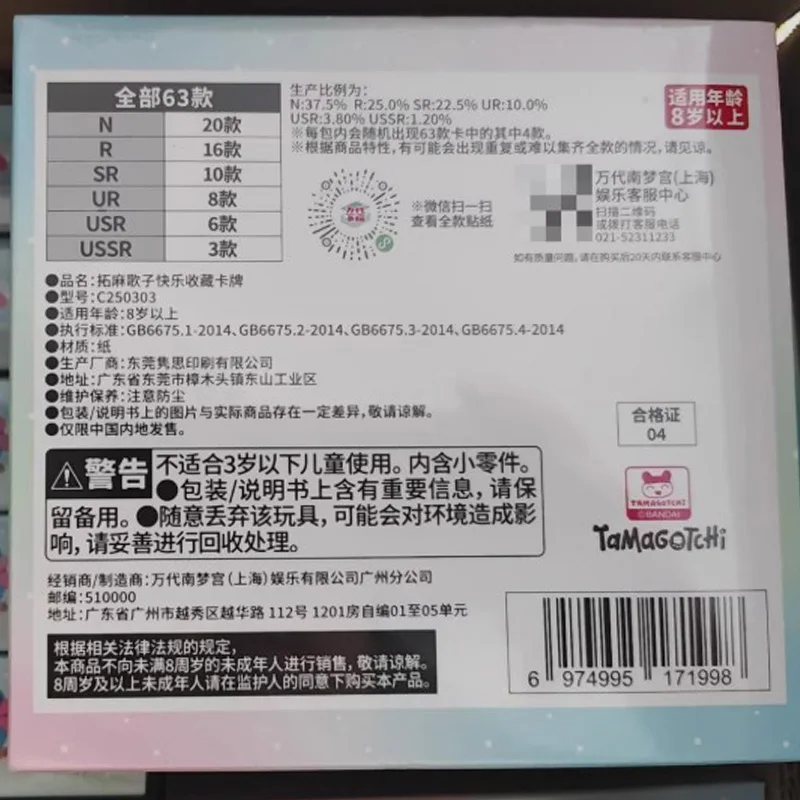 全部63款
N 20款
R 16款
SR 10款
UR 8款
USR 6款
USSR 3款
生产比例为:
N:37.5% R:25.0% SR:22.5% UR:10.0%
USR:3.80% USSR:1.20%
※每包内会随机出现63款卡中的其中4款。
※根据商品特性,有可能会出现重复或难以集齐全款的情况,请见谅。
适用年龄
8岁以上
※微信扫一扫
查看全款贴纸
万代南梦宫(上海)
娱乐客服中心
扫描二维码
或拨打客服电话
021-52311233
如有质量问题,请在购买后20天内联系客服中心
●品名:拓麻歌子快乐收藏卡牌
●型号:C250303
●适用年龄:8岁以上
●执行标准:GB6675.1-2014、GB6675.2-2014、GB6675.3-2014、GB6675.4-2014
●材质:纸
●生产厂商:东莞隽思印刷有限公司
●地址:广东省东莞市樟木头镇东山工业区
●维护保养:注意防尘
●包装/说明书上的图片与实际商品存在一定差异,敬请谅解。
●仅限中国内地发售。
合格证
04
警告 不适合3岁以下儿童使用。内含小零件。
●包装/说明书上含有重要信息,请保
留备用。●随意丢弃该玩具,可能会对环境造成影
响,请妥善进行回收处理。
TAMAGOTCHI
©BANDAI
TaMaGoTCHi
经销商/制造商:万代南梦宫(上海)娱乐有限公司广州分公司
邮编:510000
地址:广东省广州市越秀区越华路 112号 1201房自编01至05单元
根据相关法律法规的规定,
本商品不向未满8周岁的未成年人进行销售,敬请谅解。
8周岁及以上未成年人请在监护人的同意下购买本产品。
6 974995 171998